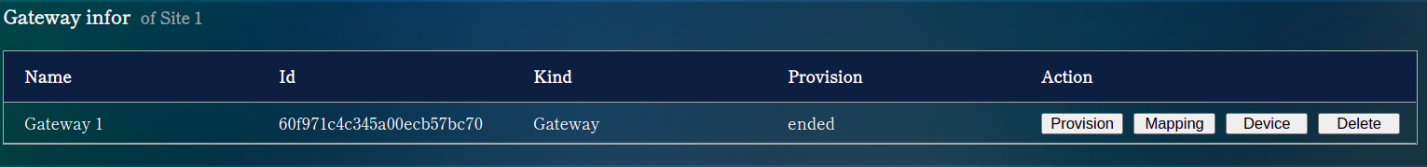 Gateway infor of Site 1
Name Id Kind Provision Action
Gateway 1 60f971c4c345a00ecb57bc70 Gateway ended Provision Mapping Device Delete